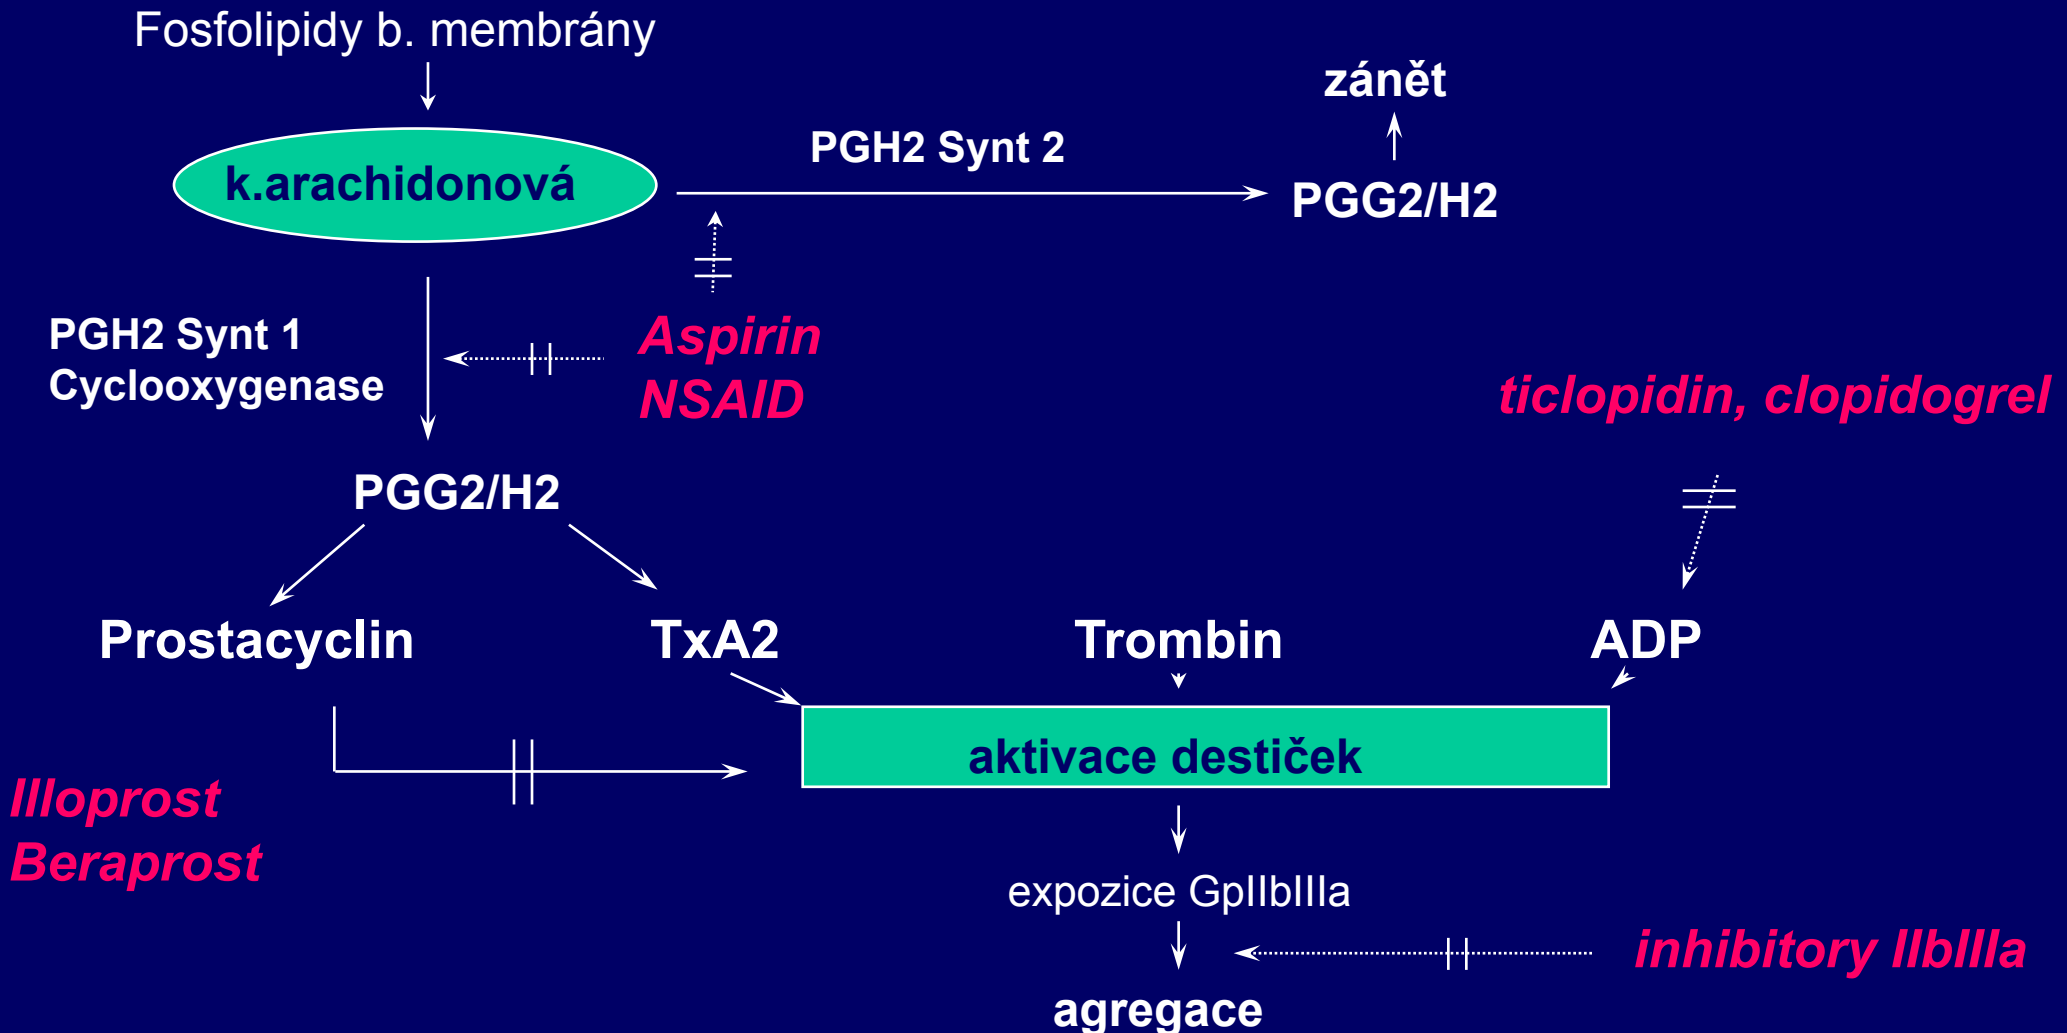 Fosfolipidy b. membrány
zánět
PGH2 Synt 2
k.arachidonová
PGG2/H2
PGH2 Synt 1
Cyclooxygenase
Aspirin
NSAID
ticlopidin, clopidogrel
PGG2/H2
Prostacyclin
TxA2
Trombin
ADP
aktivace destiček
Illoprost
Beraprost
expozice GpIIbIIIa
inhibitory IIbIIIa
agregace